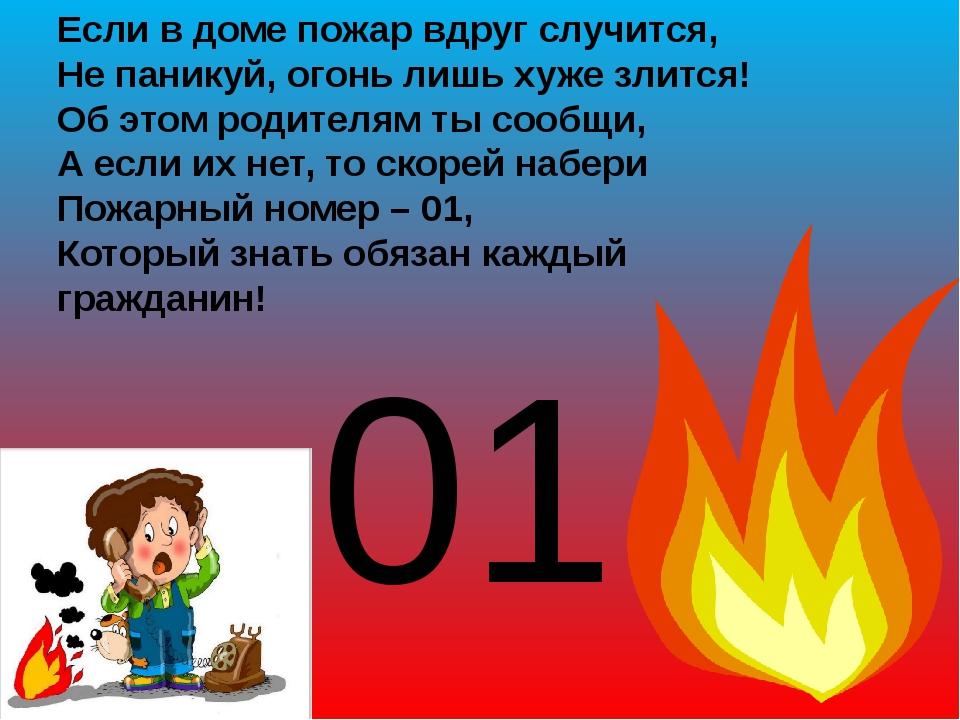 Если в доме пожар вдруг случится,
Не паникуй, огонь лишь хуже злится!
Об этом родителям ты сообщи,
А если их нет, то скорей набери
Пожарный номер – 01,
Который знать обязан каждый
гражданин!
01